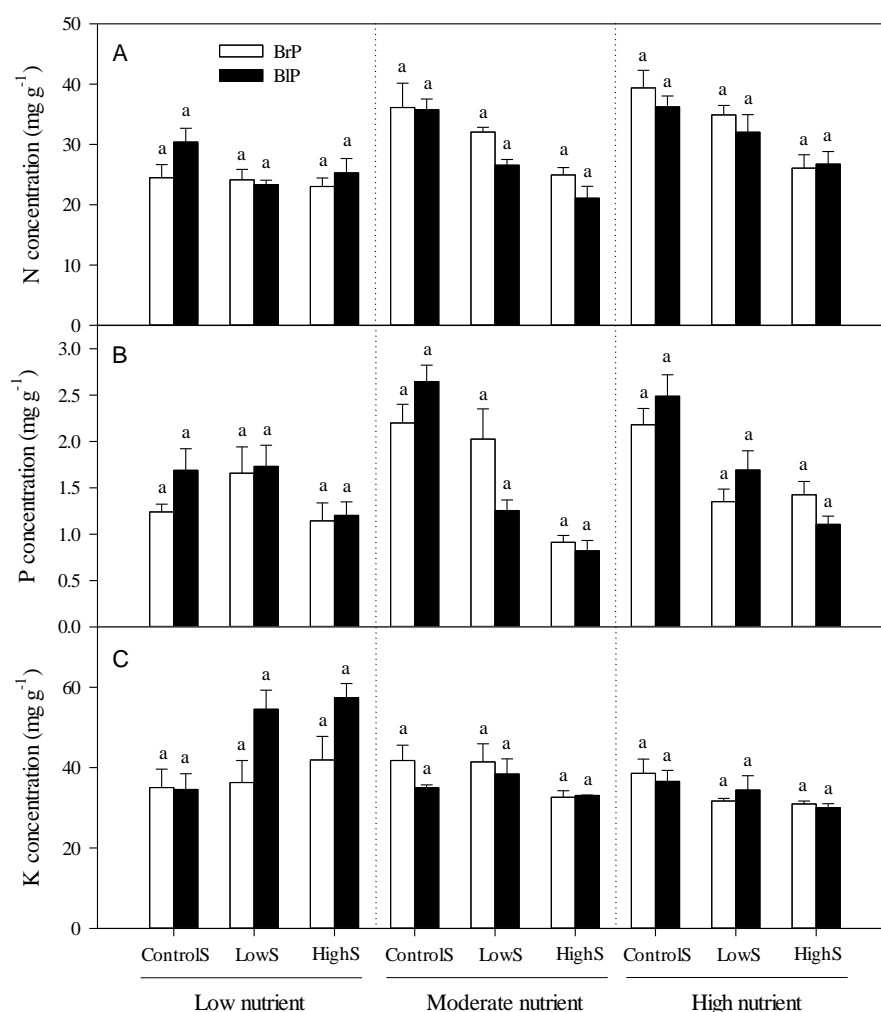 A
BrP
BlP
N concentration (mg g⁻¹)
50
40
30
20
10
0
a a a a a a a a a a a a a a a a a a
B
P concentration (mg g⁻¹)
3.0
2.5
2.0
1.5
1.0
0.5
0.0
a a a a a a a a a a a a a a a a a a
C
K concentration (mg g⁻¹)
60
40
20
0
a a a a a a a a a a a a a a a a a a
ControlS LowS HighS ControlS LowS HighS ControlS LowS HighS
Low nutrient Moderate nutrient High nutrient